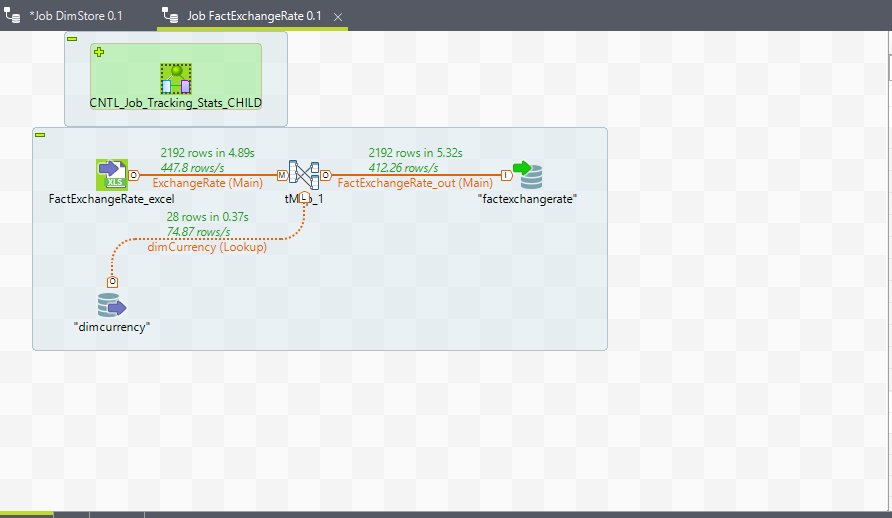 *Job DimStore 0.1
Job FactExchangeRate 0.1
CNTL_Job_Tracking_Stats_CHILD
2192 rows in 4.89s
447.8 rows/s
ExchangeRate (Main)
2192 rows in 5.32s
412.26 rows/s
FactExchangeRate_out (Main)
XLS
O
M
O
I
FactExchangeRate_excel
L
"factexchangerate"
28 rows in 0.37s
74.87 rows/s
dimCurrency (Lookup)
O
"dimcurrency"